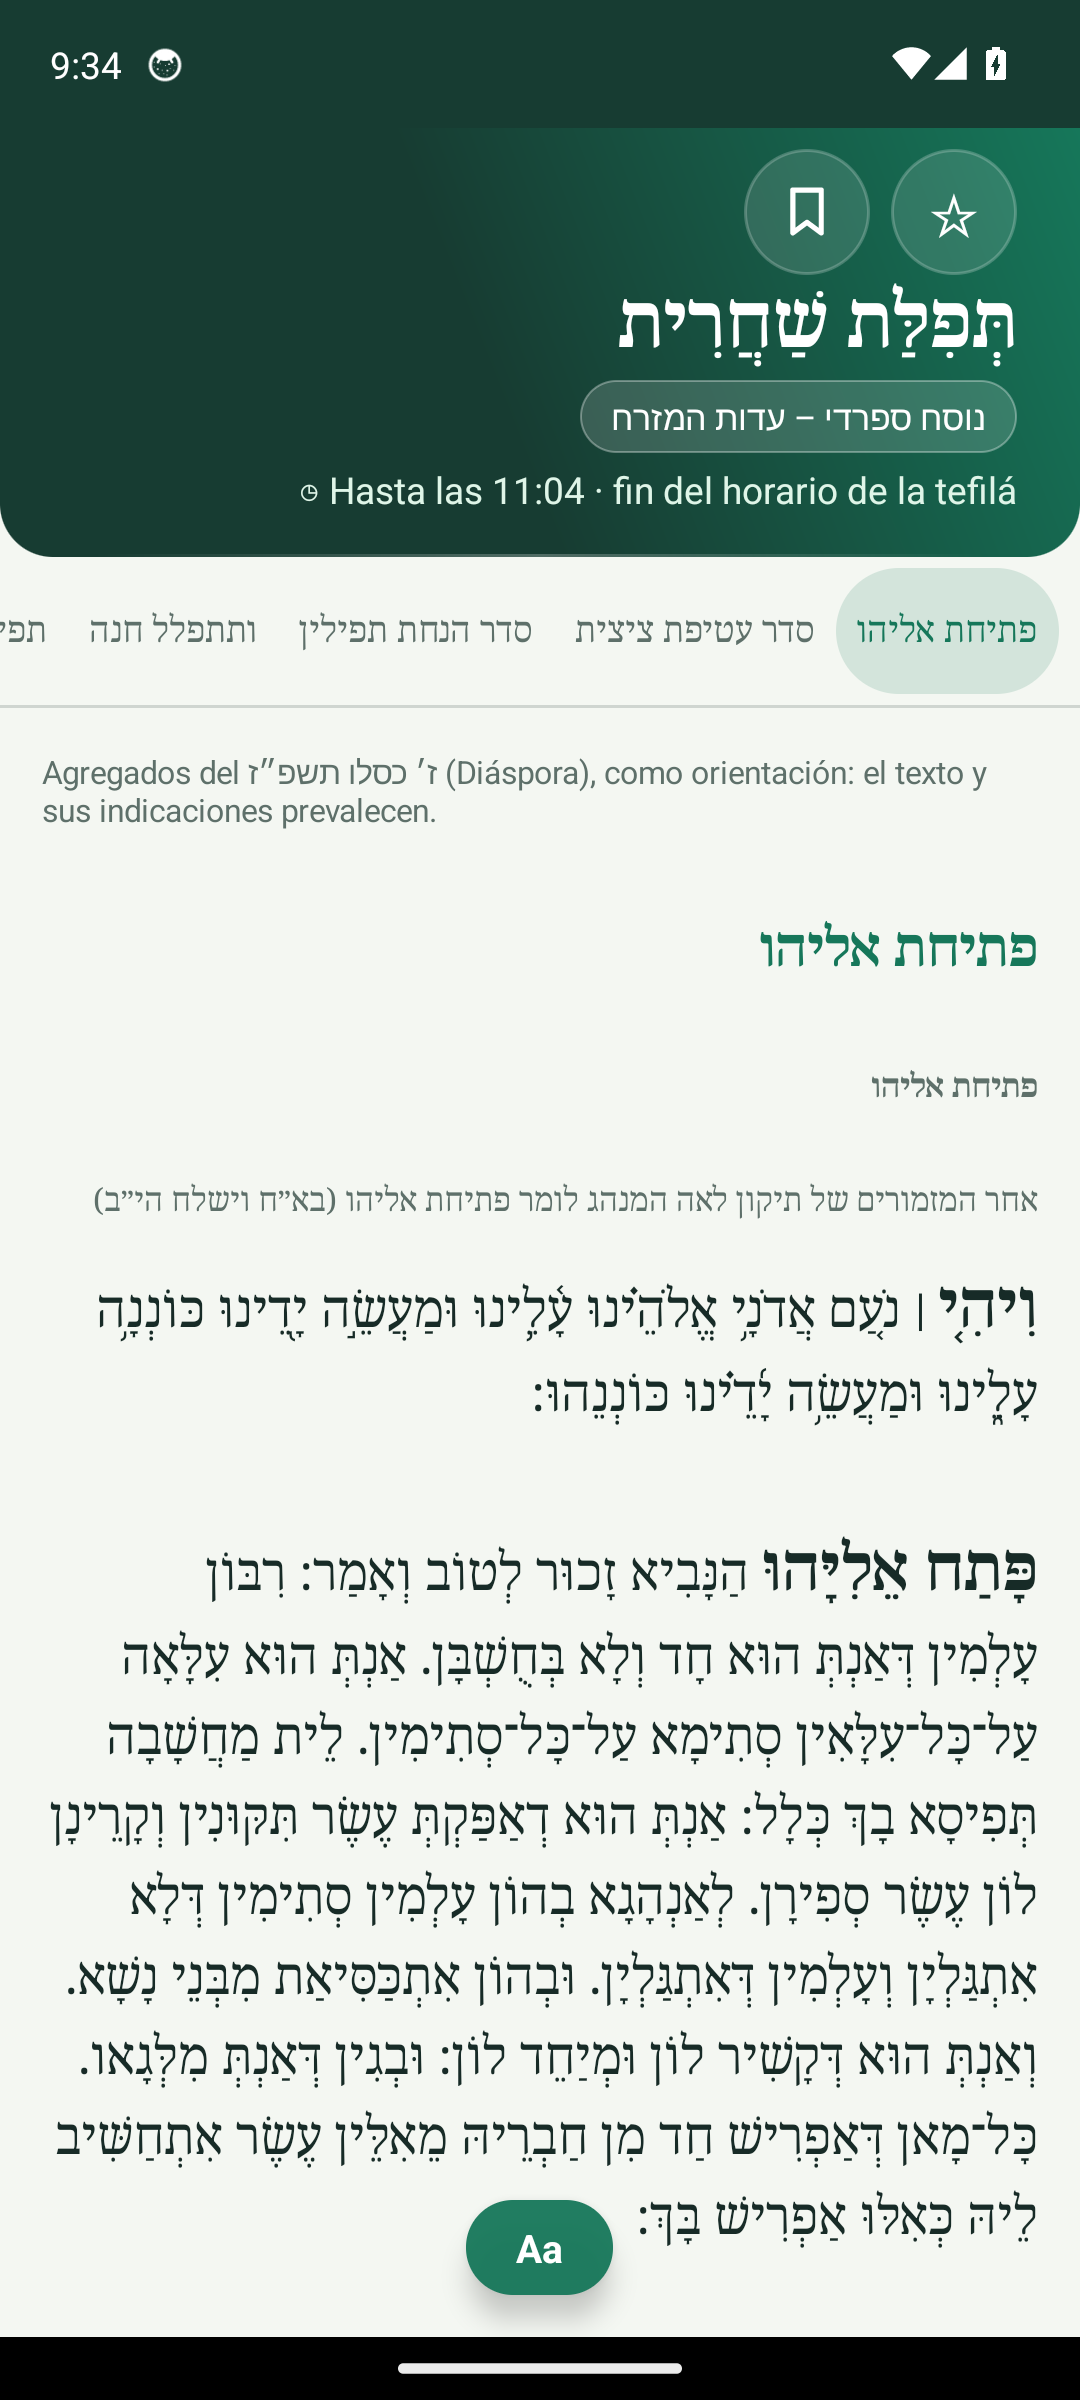 9:34
תְּפִלַּת שַׁחֲרִית
נוסח ספרדי – עדות המזרח
Hasta las 11:04 · fin del horario de la tefilá
פתיחת אליהו סדר עטיפת ציצית סדר הנחת תפילין ותתפלל חנה תפי
Agregados del ז׳ כסלו תשפ״ז (Diáspora), como orientación: el texto y
sus indicaciones prevalecen.
פתיחת אליהו
פתיחת אליהו
אחר המזמורים של תיקון לאה המנהג לומר פתיחת אליהו (בא״ח וישלח הי״ב)
וִיהִ֤י ׀ נֹ֤עַם אֲדֹנָ֥י אֱלֹהֵ֗ינוּ עָ֫לֵ֥ינוּ וּמַעֲשֵׂ֣ה יָ֭דֵינוּ כּוֹנְנָ֥ה
עָלֵ֑ינוּ וּמַעֲשֵׂ֥ה יָ֝דֵ֗ינוּ כּוֹנְנֵהוּ:
פָּתַח אֵלִיָּהוּ הַנָּבִיא זָכוּר לְטוֹב וְאָמַר: רִבּוֹן
עָלְמִין דְּאַנְתְּ הוּא חָד וְלָא בְּחֻשְׁבָּן. אַנְתְּ הוּא עִלָּאָה
עַל־כָּל־עִלָּאִין סְתִימָא עַל־כָּל־סְתִימִין. לֵית מַחֲשָׁבָה
תְּפִיסָא בָךְ כְּלָל: אַנְתְּ הוּא דְאַפַּקְתְּ עֶשֶׂר תִּקּוּנִין וְקָרֵינָן
לוֹן עֶשֶׂר סְפִירָן. לְאַנְהָגָא בְהוֹן עָלְמִין סְתִימִין דְּלָא
אִתְגַּלְיָן וְעָלְמִין דְּאִתְגַּלְיָן. וּבְהוֹן אִתְכַּסִּיאַת מִבְּנֵי נָשָׁא.
וְאַנְתְּ הוּא דְּקָשִׁיר לוֹן וּמְיַחֵד לוֹן: וּבְגִין דְּאַנְתְּ מִלְּגָאו.
כָּל־מָאן דְּאַפְרִישׁ חַד מִן חַבְרֵיהּ מֵאִלֵּין עֶשֶׂר אִתְחַשִּׁיב
לֵיהּ כְּאִלּוּ אַפְרִישׁ בָּךְ:
Aa